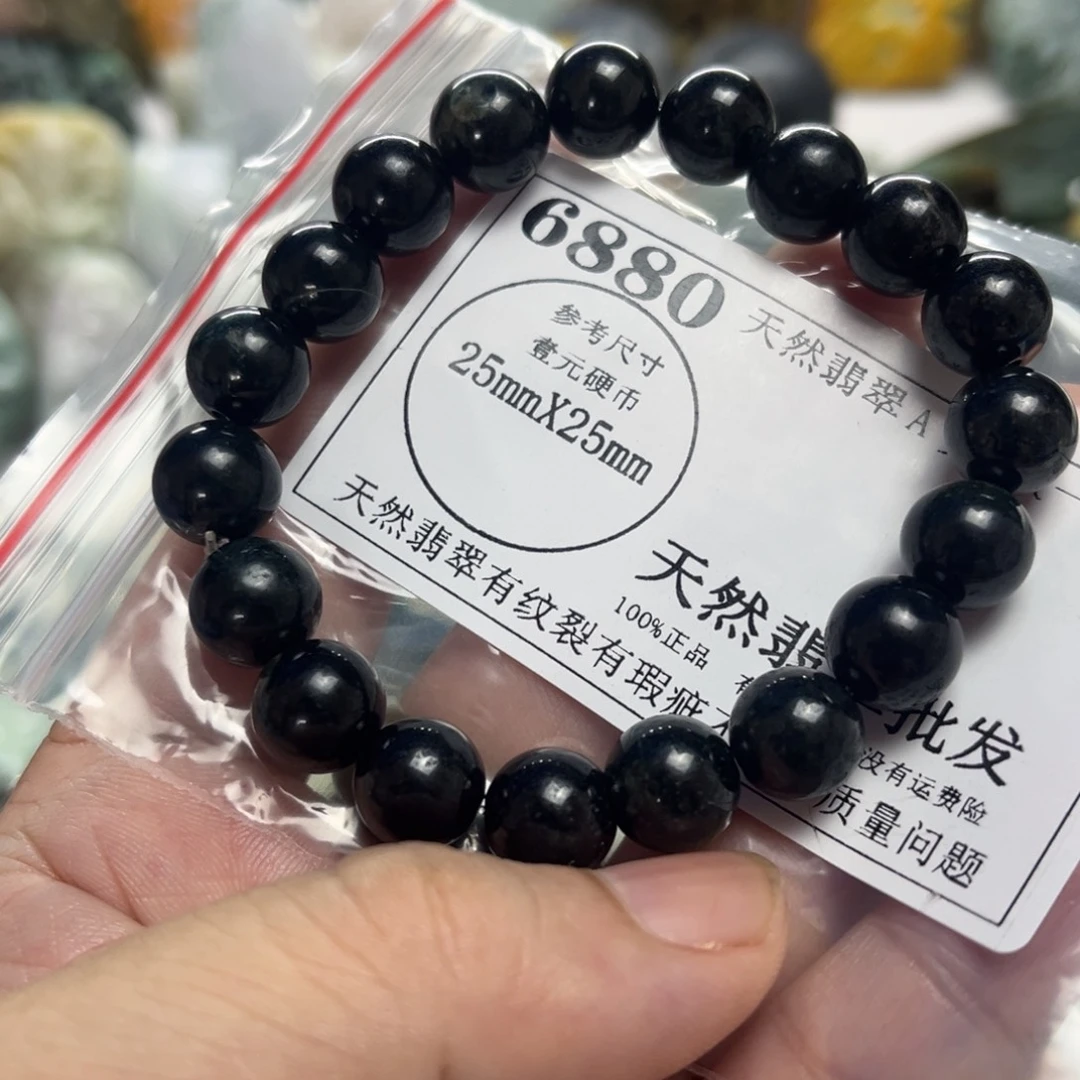 6880
天然翡翠A
参考尺寸
壹元硬币
25mmX25mm
天然翡
批发
100%正品
没有运费险
天然翡翠有纹裂有瑕疵
质量问题